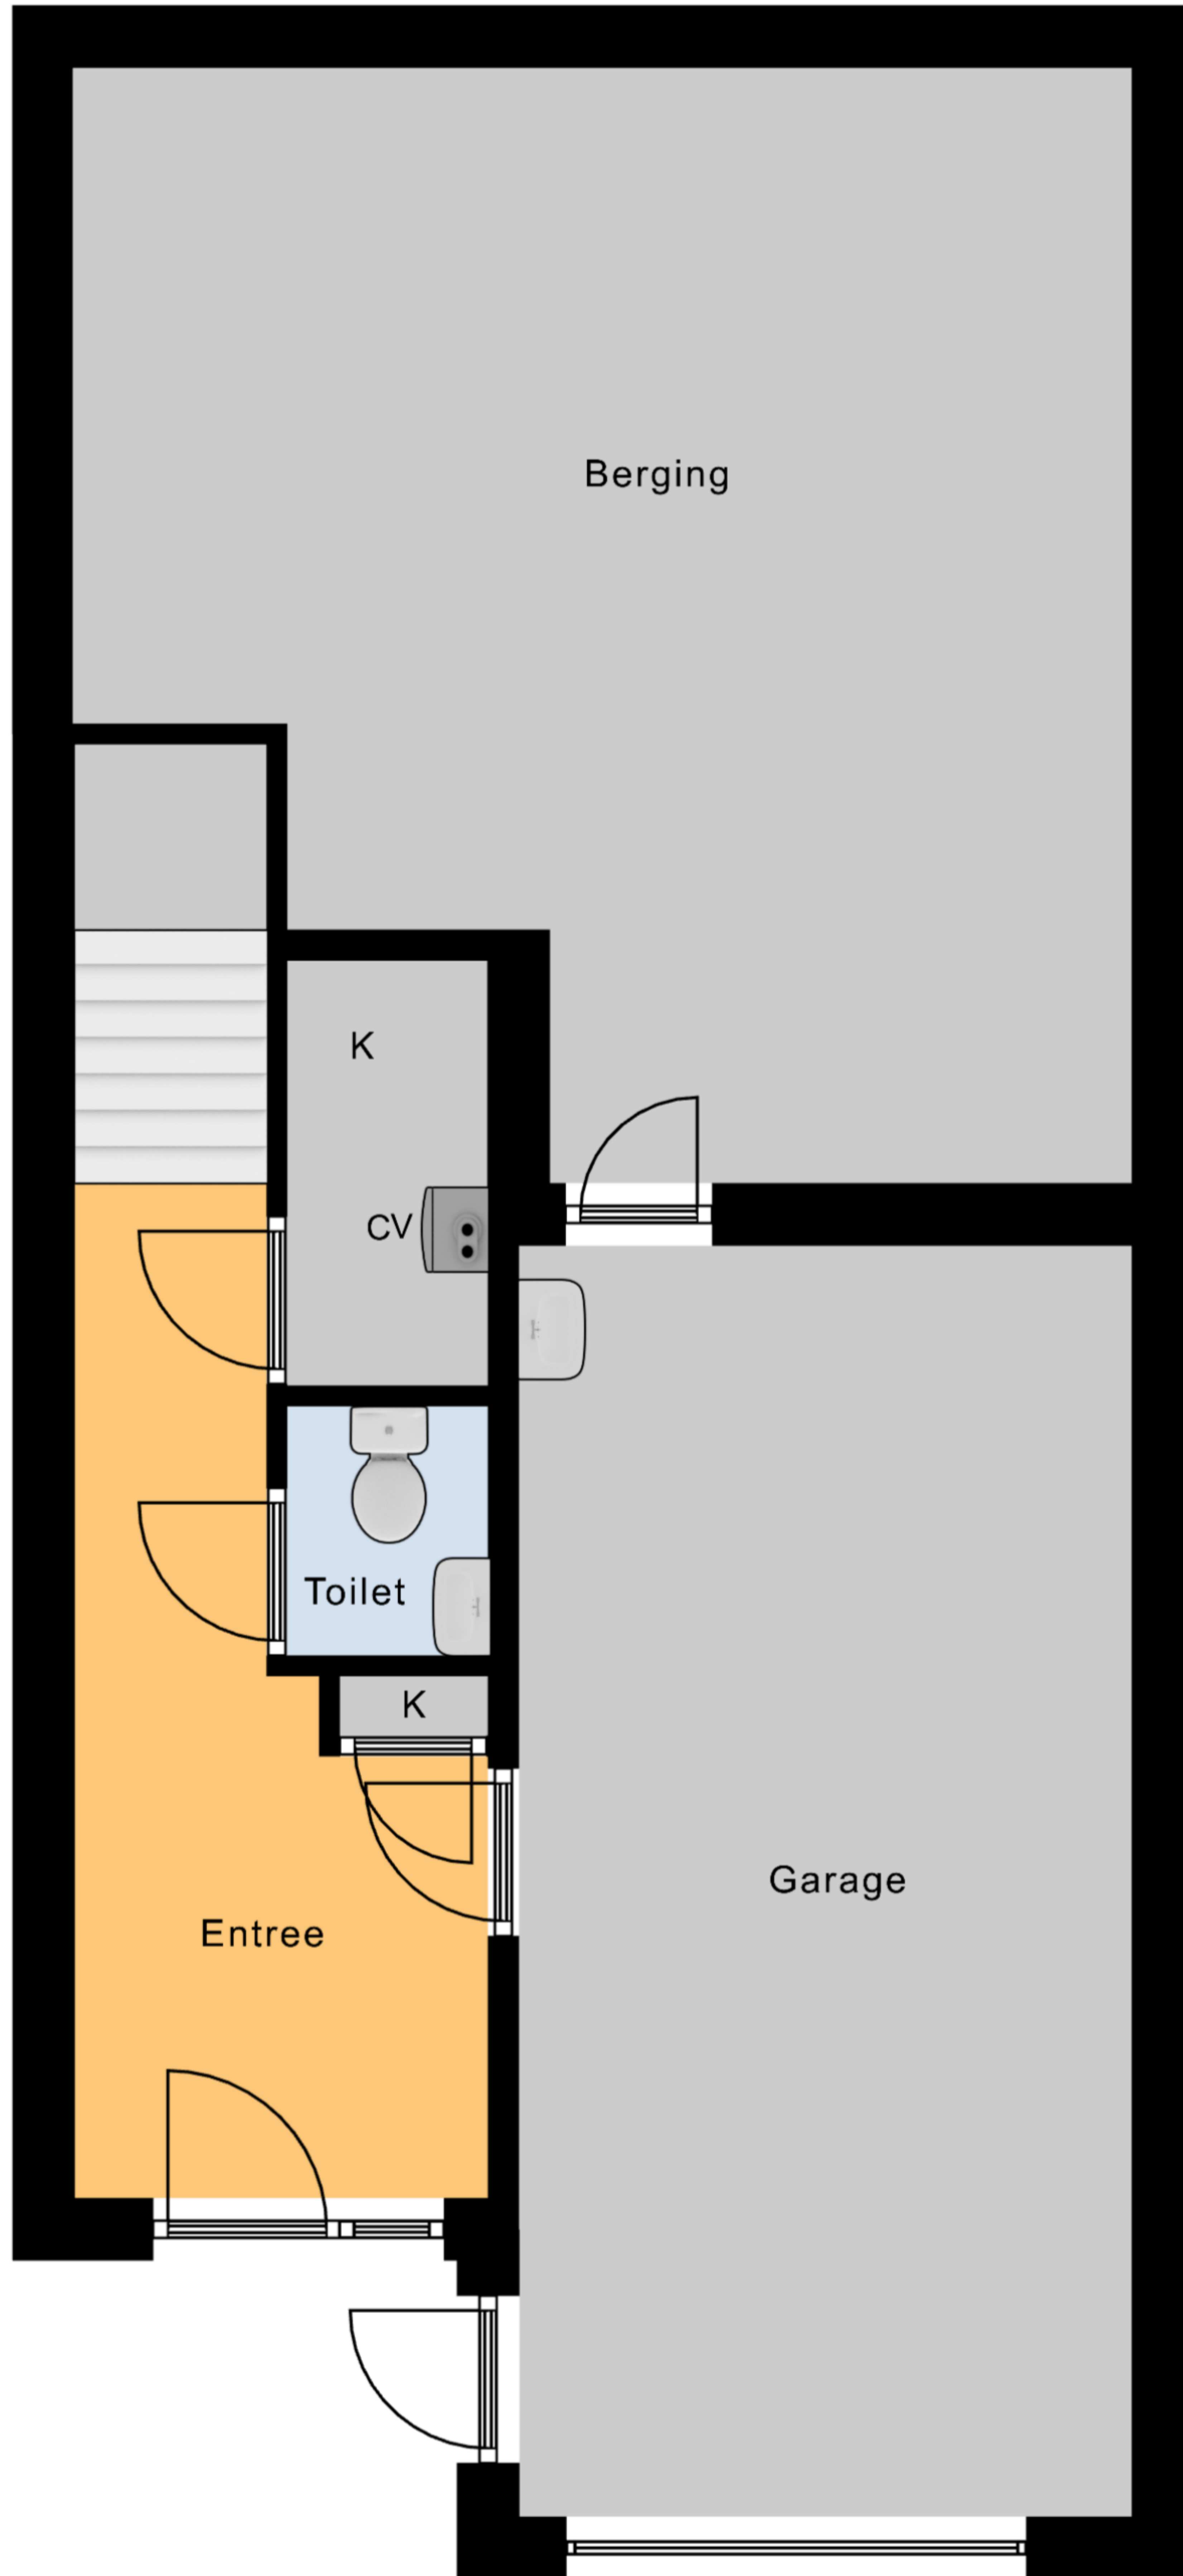 Berging
K
CV
Toilet
K
Garage
Entree